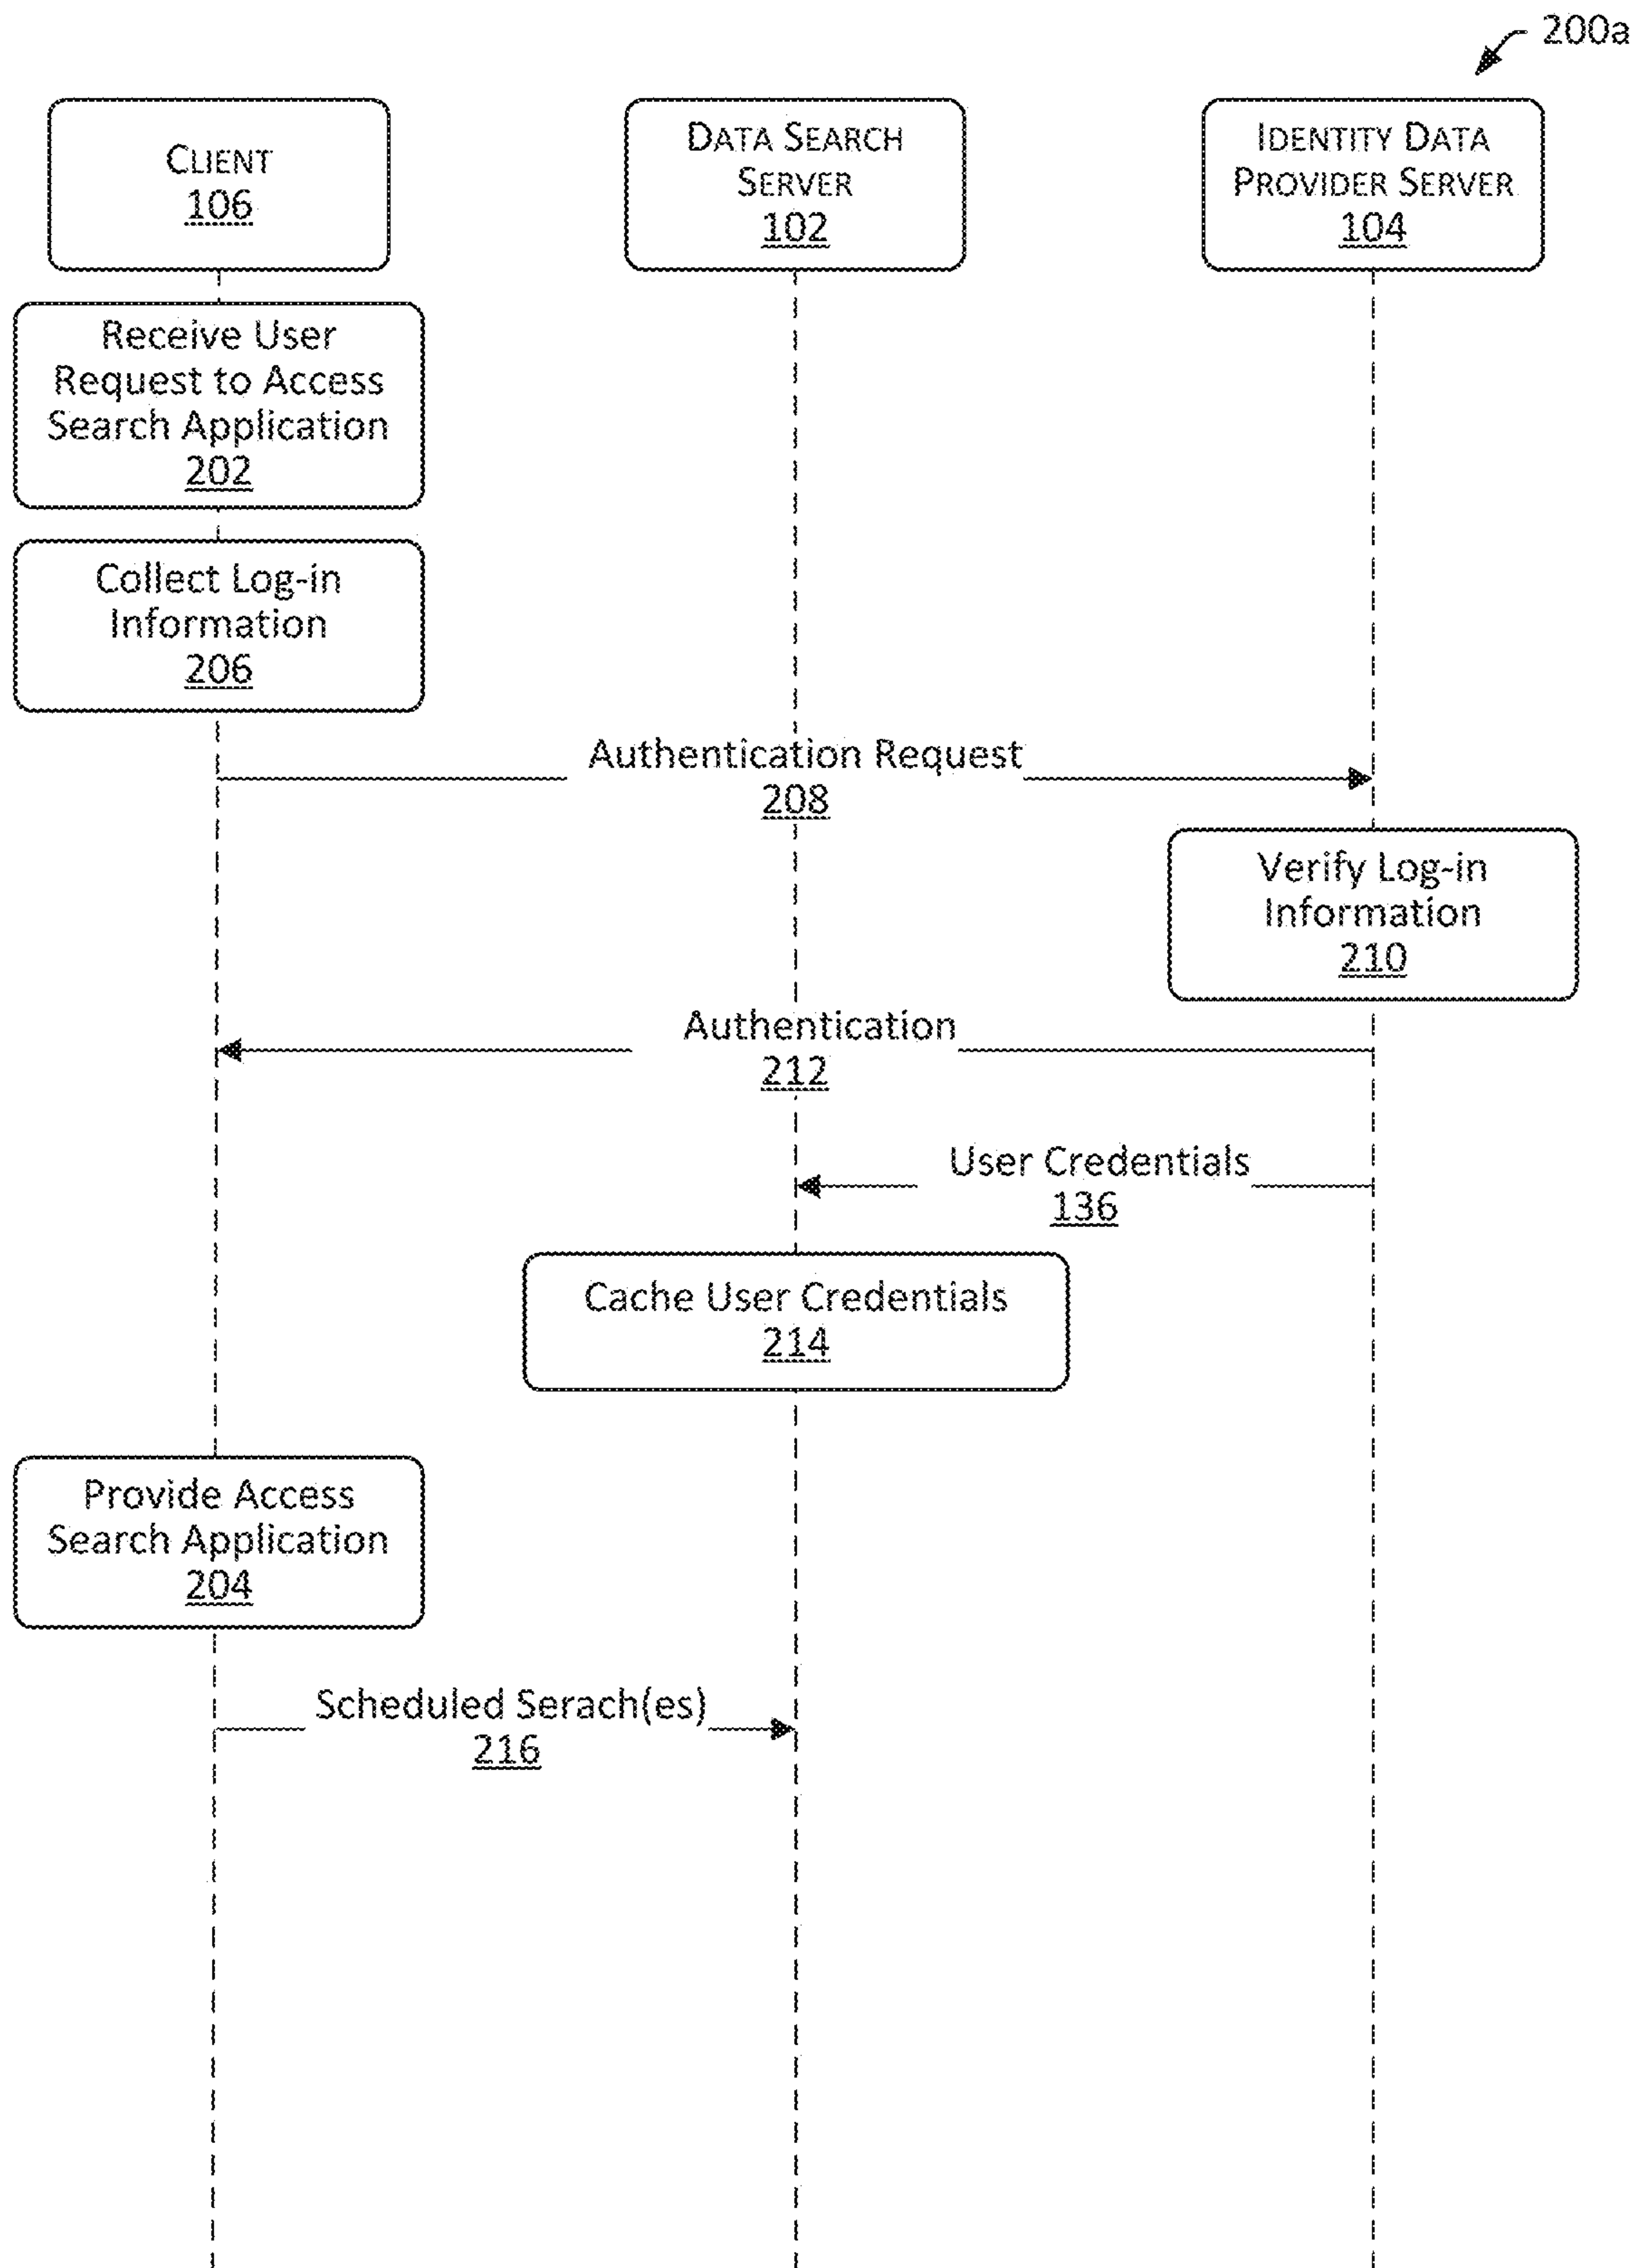 200a
CLIENT
106
DATA SEARCH
SERVER
102
IDENTITY DATA
PROVIDER SERVER
104
Receive User
Request to Access
Search Application
202
Collect Log-in
Information
206
Authentication Request
208
Verify Log-in
Information
210
Authentication
212
User Credentials
136
Cache User Credentials
214
Provide Access
Search Application
204
Scheduled Serach(es)
216